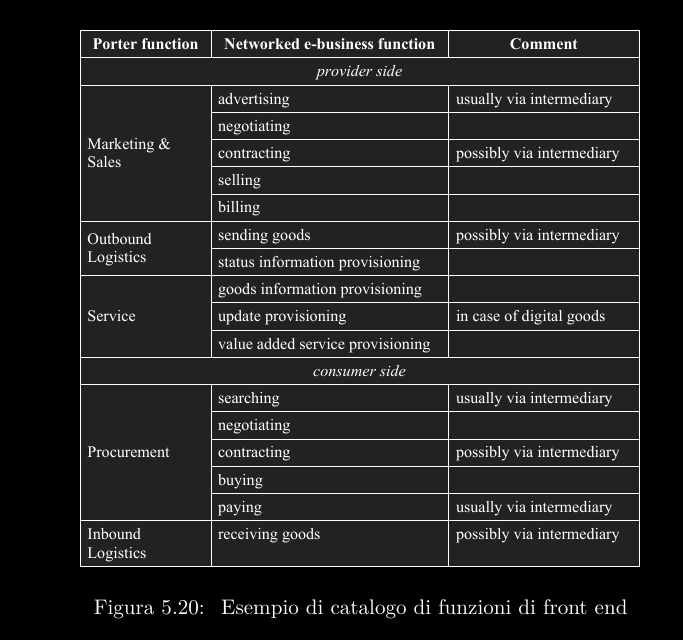 Porter function Networked e-business function Comment
provider side
Marketing &
Sales
advertising usually via intermediary
negotiating
contracting possibly via intermediary
selling
billing
Outbound
Logistics
sending goods possibly via intermediary
status information provisioning
Service
goods information provisioning
update provisioning in case of digital goods
value added service provisioning
consumer side
Procurement
searching usually via intermediary
negotiating
contracting possibly via intermediary
buying
paying usually via intermediary
Inbound
Logistics
receiving goods possibly via intermediary
Figura 5.20: Esempio di catalogo di funzioni di front end